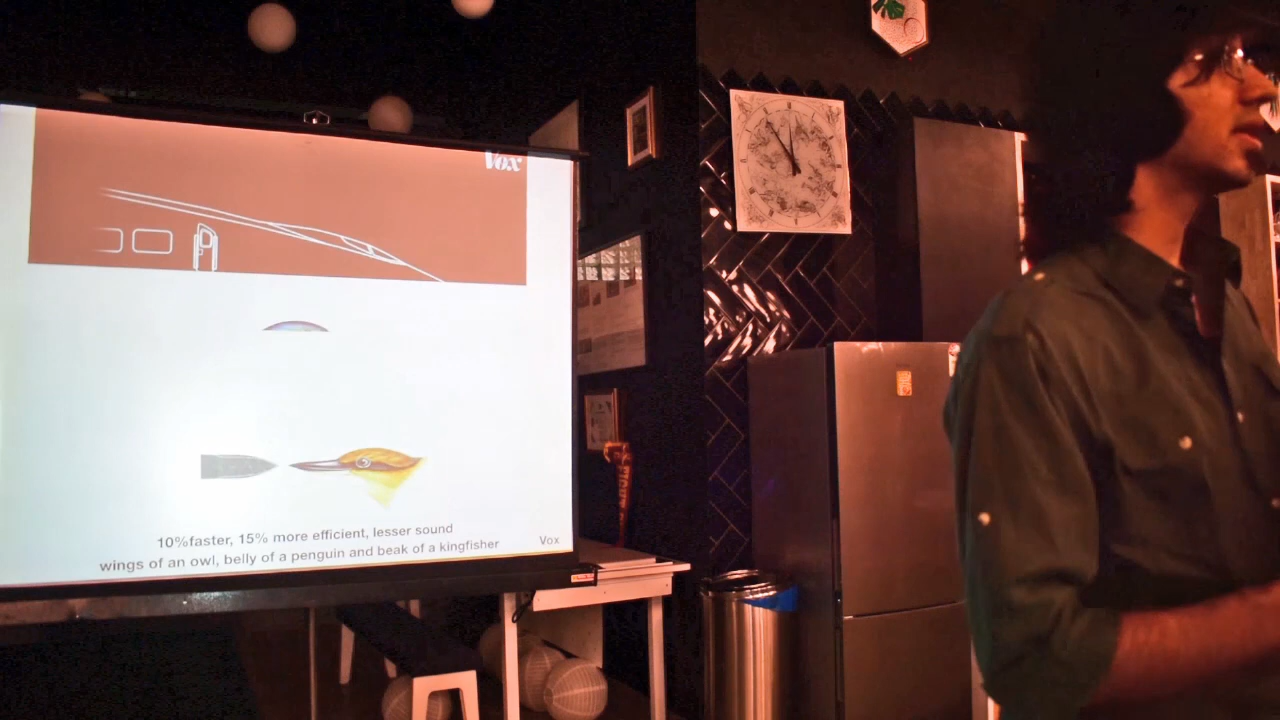 Vox
10%faster, 15% more efficient, lesser sound
wings of an owl, belly of a penguin and beak of a kingfisher
Vox